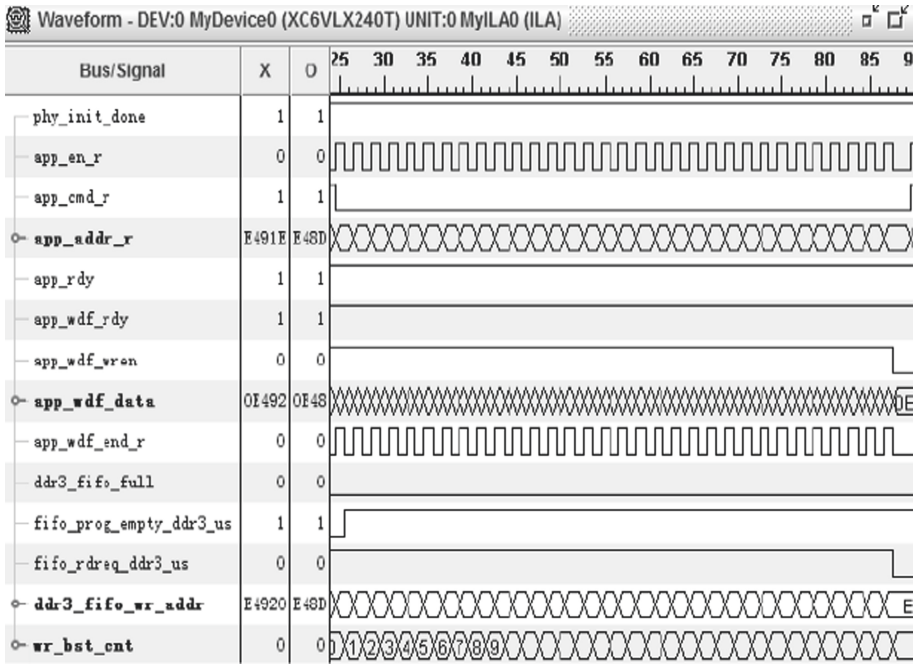 Waveform - DEV:0 MyDevice0 (XC6VLX240T) UNIT:0 MyILA0 (ILA)
Bus/Signal X O 25 30 35 40 45 50 55 60 65 70 75 80 85 9
phy_init_done 1 1
app_en_r 0 0
app_cmd_r 1 1
app_addr_r E491E E48D
app_rdy 1 1
app_wdf_rdy 1 1
app_wdf_wren 0 0
app_wdf_data 0E492 0E48 0E
app_wdf_end_r 0 0
ddr3_fifo_full 0 0
fifo_prog_empty_ddr3_us 1 1
fifo_rdreq_ddr3_us 0 0
ddr3_fifo_wr_addr E4920 E48D E
wr_bst_cnt 0 0 0 1 2 3 4 5 6 7 8 9